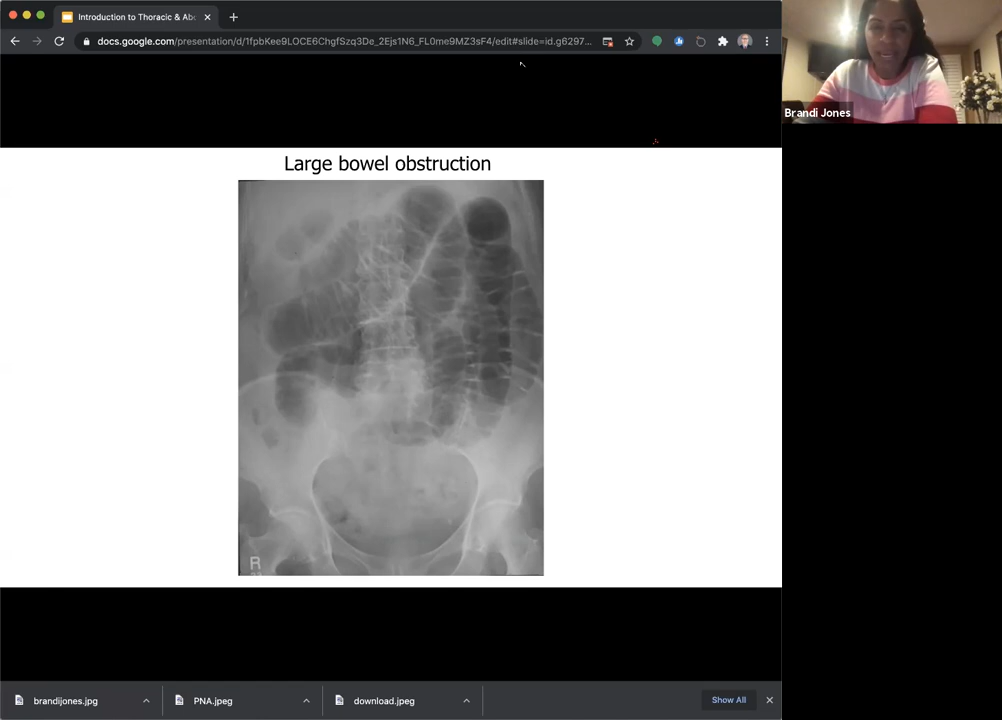 Introduction to Thoracic & Abc
docs.google.com/presentation/d/1fpbKee9LOCE6ChgfSzq3De_2Ejs1N6_FL0me9MZ3sF4/edit#slide=id.g6297...
Brandi Jones
Large bowel obstruction
R
brandijones.jpg
PNA.jpeg
download.jpeg
Show All